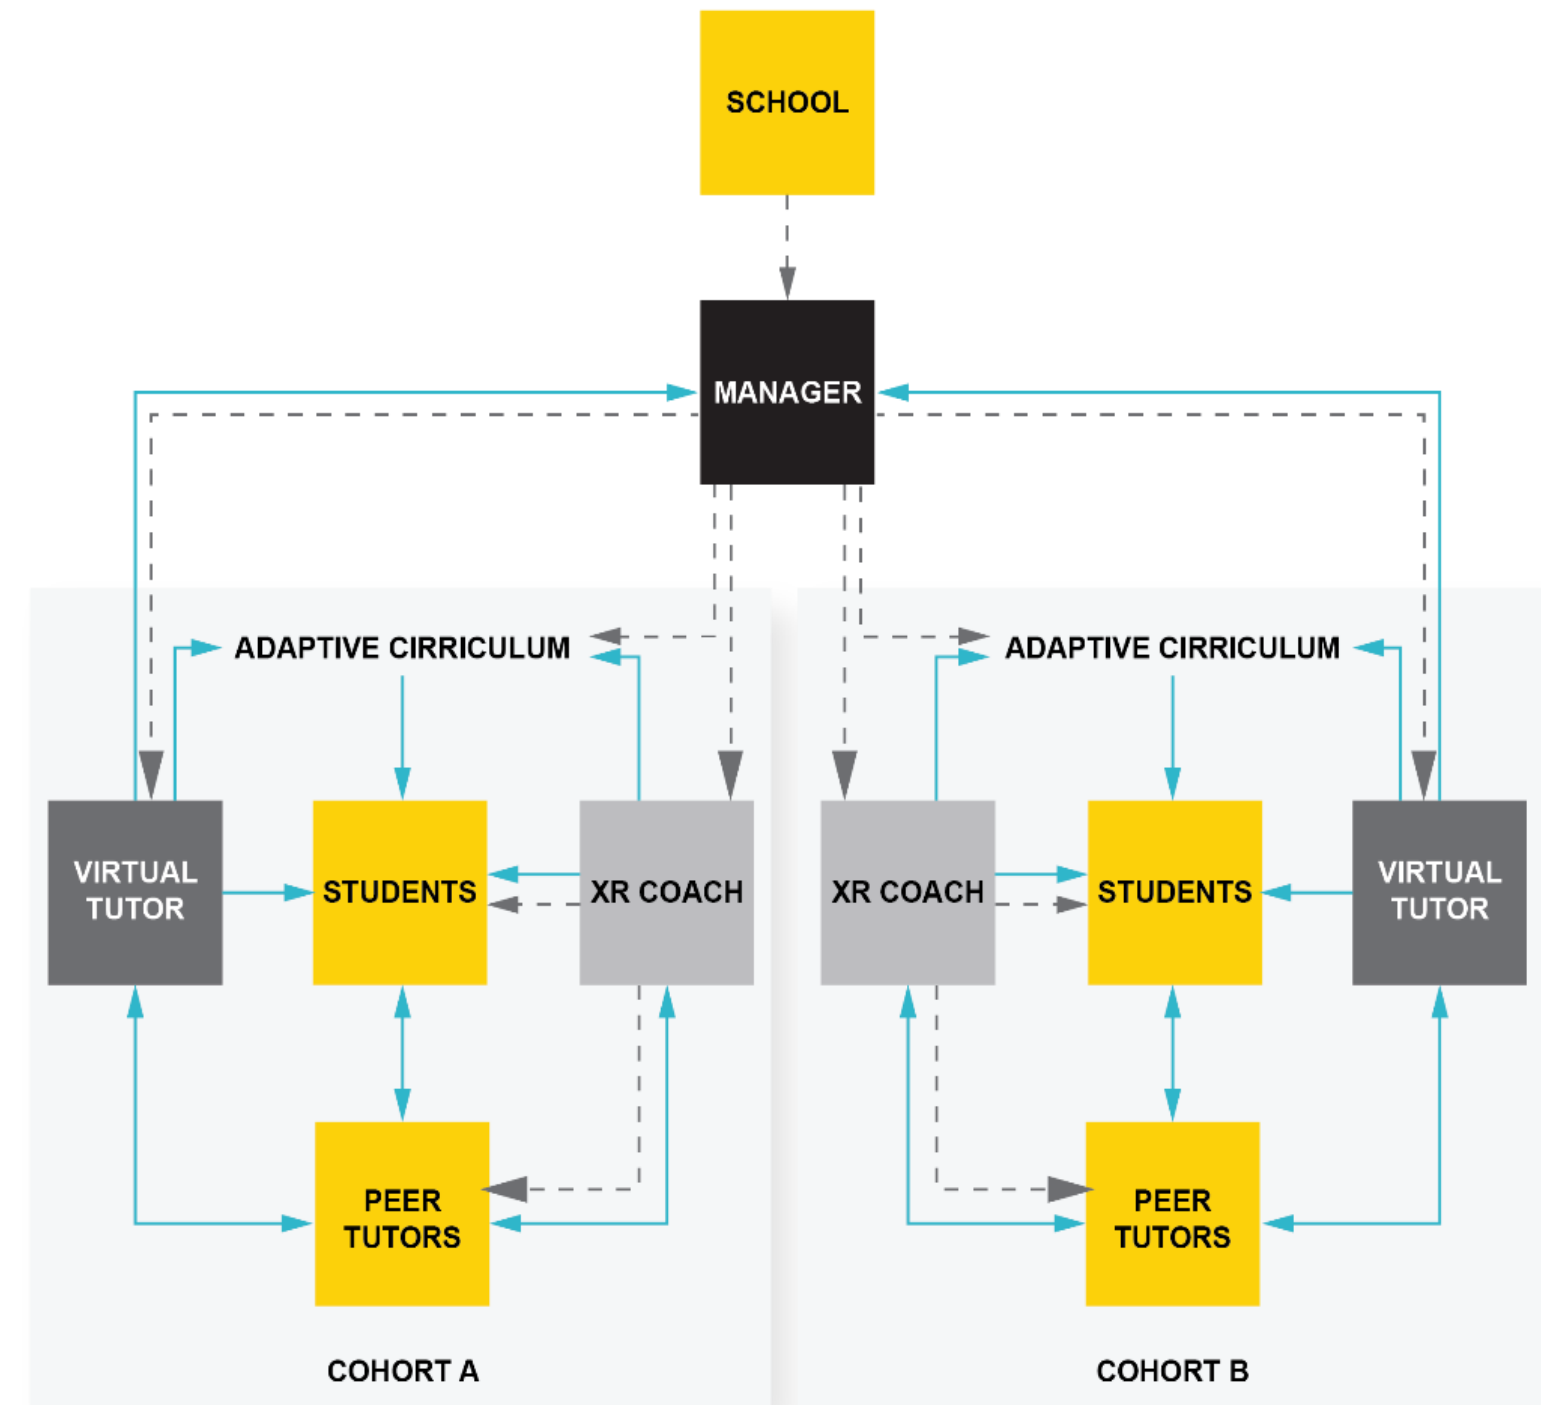 SCHOOL
MANAGER
ADAPTIVE CIRRICULUM
ADAPTIVE CIRRICULUM
VIRTUAL
TUTOR
STUDENTS
XR COACH
XR COACH
STUDENTS
VIRTUAL
TUTOR
PEER
TUTORS
PEER
TUTORS
COHORT A
COHORT B